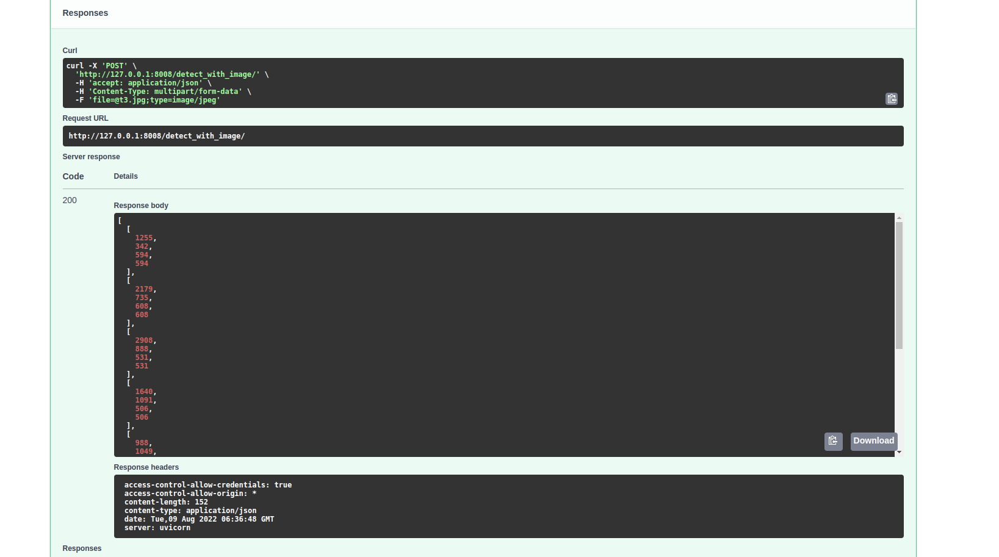 Responses
Curl
curl -X 'POST' \
  'http://127.0.0.1:8008/detect_with_image/' \
  -H 'accept: application/json' \
  -H 'Content-Type: multipart/form-data' \
  -F 'file=@t3.jpg;type=image/jpeg'
Request URL
http://127.0.0.1:8008/detect_with_image/
Server response
Code Details
200
Response body
[
  [
    1255,
    342,
    594,
    594
  ],
  [
    2179,
    735,
    608,
    608
  ],
  [
    2908,
    888,
    531,
    531
  ],
  [
    1640,
    1091,
    506,
    506
  ],
  [
    988,
    1049,
Download
Response headers
access-control-allow-credentials: true
access-control-allow-origin: *
content-length: 152
content-type: application/json
date: Tue,09 Aug 2022 06:36:48 GMT
server: uvicorn
Responses